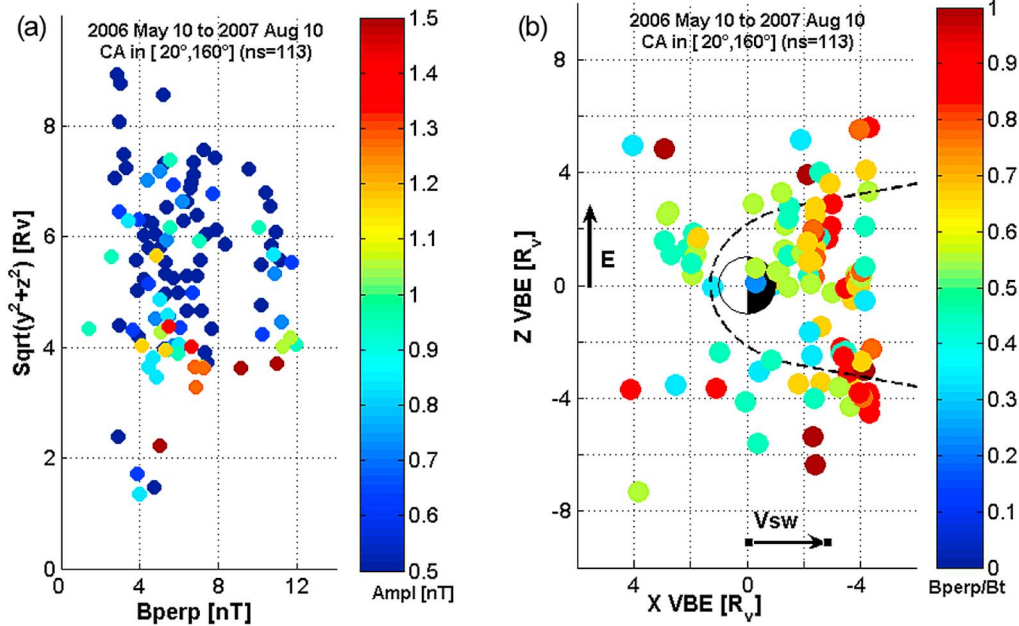 (a)
2006 May 10 to 2007 Aug 10
CA in [ 20°,160°] (ns=113)
Sqrt(y²+z²) [Rv]
8
6
4
2
0
0 4 8 12
Bperp [nT]
1.5
1.4
1.3
1.2
1.1
1
0.9
0.8
0.7
0.6
0.5
Ampl [nT]
(b)
2006 May 10 to 2007 Aug 10
CA in [ 20°,160°] (ns=113)
Z VBE [Rv]
8
4
0
-4
-8
E
Vsw
4 0 -4
X VBE [Rv]
1
0.9
0.8
0.7
0.6
0.5
0.4
0.3
0.2
0.1
0
Bperp/Bt